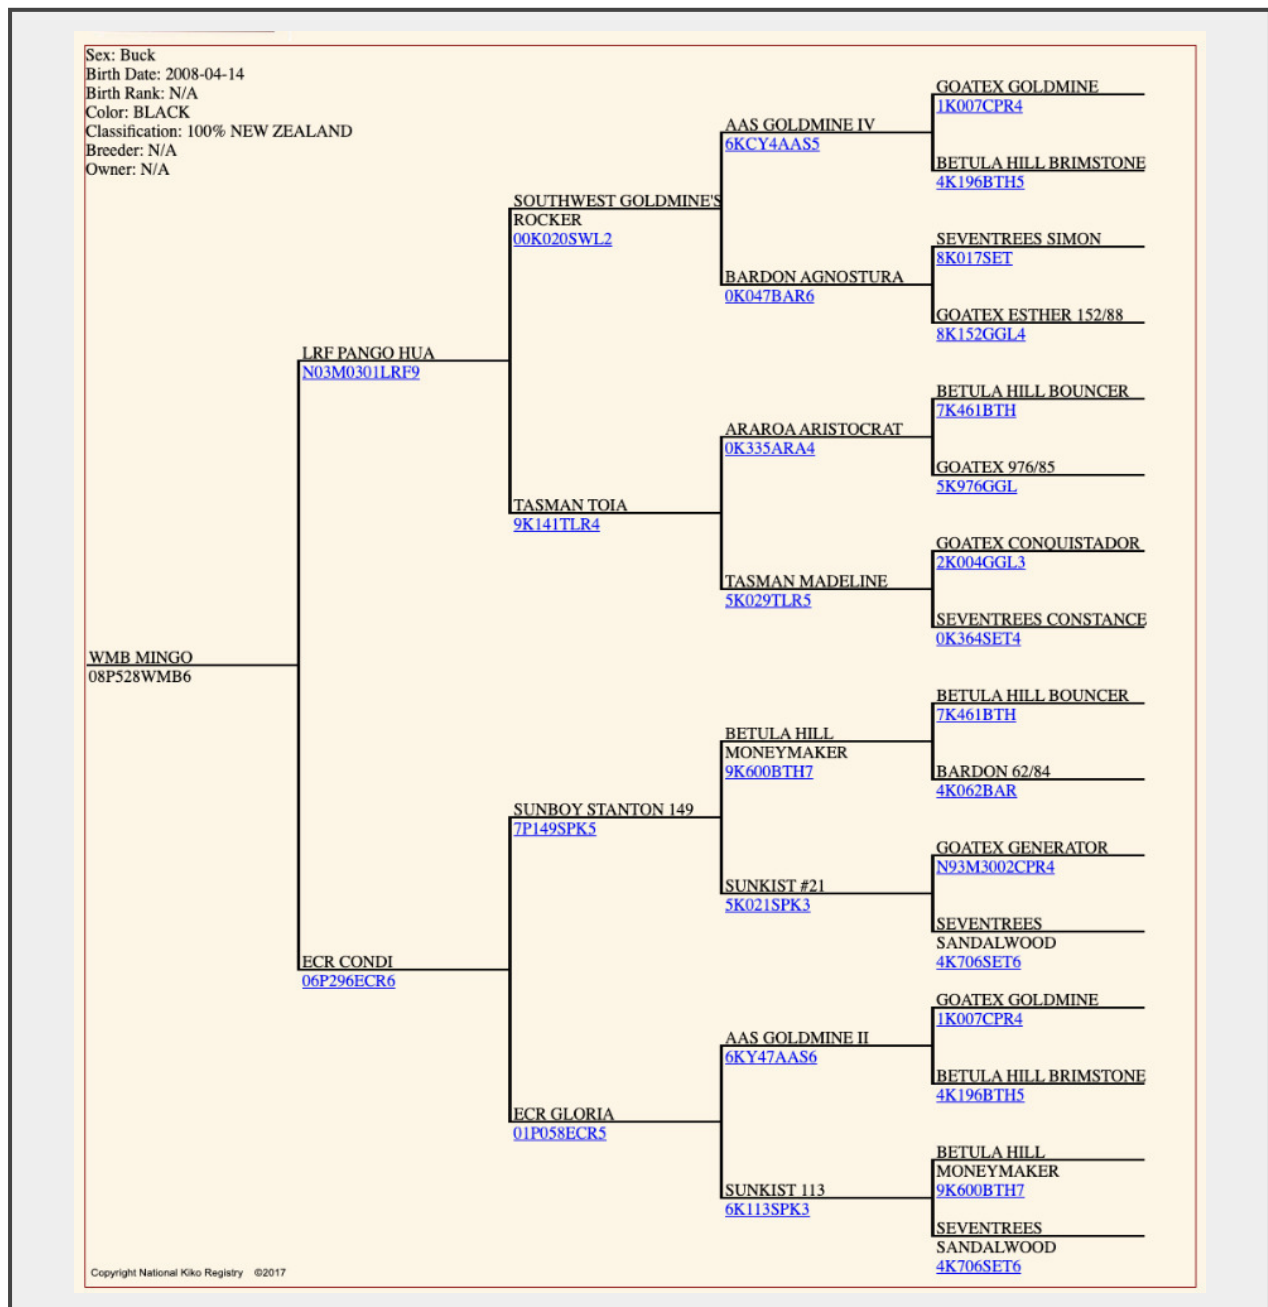 Sex: Buck
Birth Date: 2008-04-14
Birth Rank: N/A
Color: BLACK
Classification: 100% NEW ZEALAND
Breeder: N/A
Owner: N/A
GOATEX GOLDMINE
1K007CPR4
AAS GOLDMINE IV
6KCY4AAS5
BETULA HILL BRIMSTONE
4K196BTH5
SOUTHWEST GOLDMINE'S
ROCKER
00K020SWL2
SEVENTREES SIMON
8K017SET
BARDON AGNOSTURA
0K047BAR6
GOATEX ESTHER 152/88
8K152GGL4
LRF PANGO HUA
N03M0301LRF9
BETULA HILL BOUNCER
7K461BTH
ARAROA ARISTOCRAT
0K335ARA4
GOATEX 976/85
5K976GGL
TASMAN TOIA
9K141TLR4
GOATEX CONQUISTADOR
2K004GGL3
TASMAN MADELINE
5K029TLR5
SEVENTREES CONSTANCE
0K364SET4
WMB MINGO
08P528WMB6
BETULA HILL BOUNCER
7K461BTH
BETULA HILL
MONEYMAKER
9K600BTH7
BARDON 62/84
4K062BAR
SUNBOY STANTON 149
7P149SPK5
GOATEX GENERATOR
N93M3002CPR4
SUNKIST #21
5K021SPK3
SEVENTREES
SANDALWOOD
4K706SET6
ECR CONDI
06P296ECR6
GOATEX GOLDMINE
1K007CPR4
AAS GOLDMINE II
6KY47AAS6
BETULA HILL BRIMSTONE
4K196BTH5
ECR GLORIA
01P058ECR5
BETULA HILL
MONEYMAKER
9K600BTH7
SUNKIST 113
6K113SPK3
SEVENTREES
SANDALWOOD
4K706SET6
Copyright National Kiko Registry ©2017